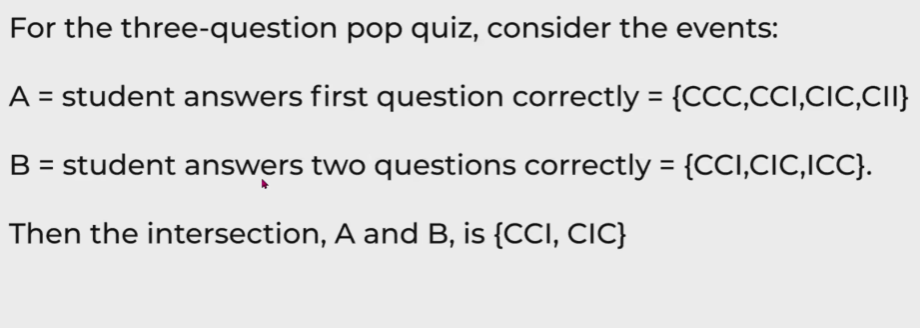 For the three-question pop quiz, consider the events:
A = student answers first question correctly = {CCC,CCI,CIC,CII}
B = student answers two questions correctly = {CCI,CIC,ICC}.
Then the intersection, A and B, is {CCI, CIC}